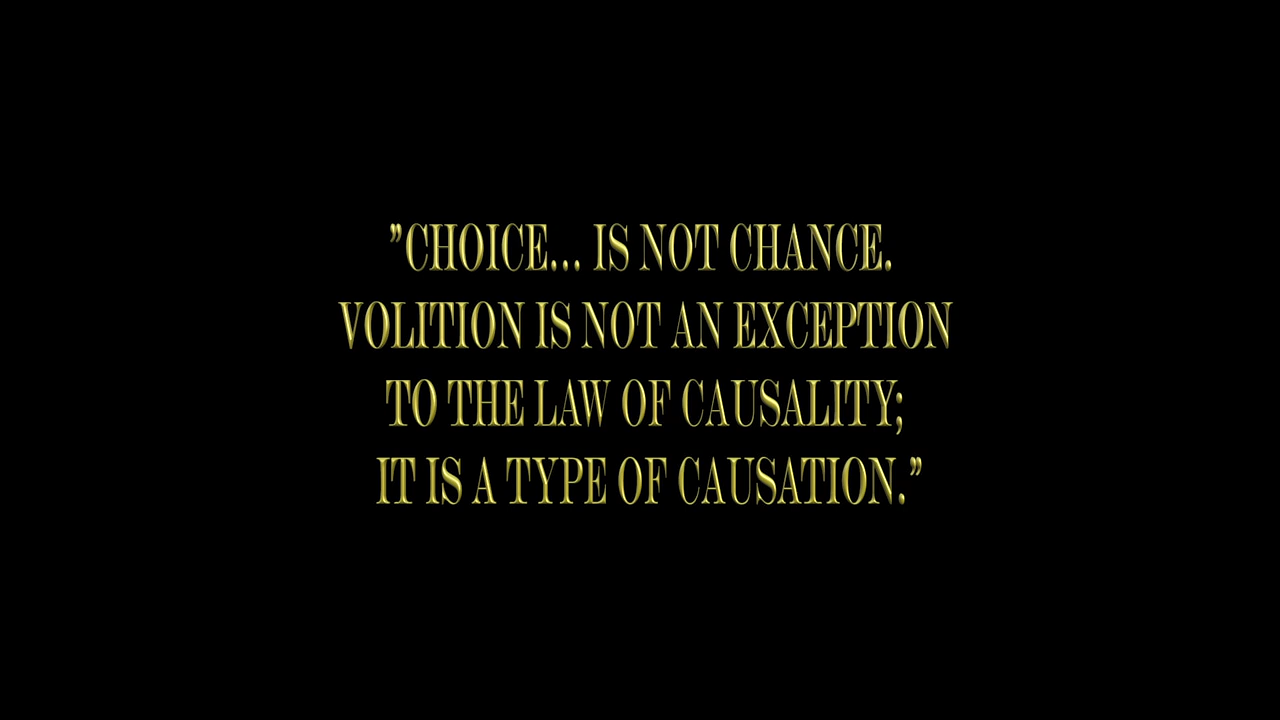 ”CHOICE... IS NOT CHANCE.
VOLITION IS NOT AN EXCEPTION
TO THE LAW OF CAUSALITY;
IT IS A TYPE OF CAUSATION.”